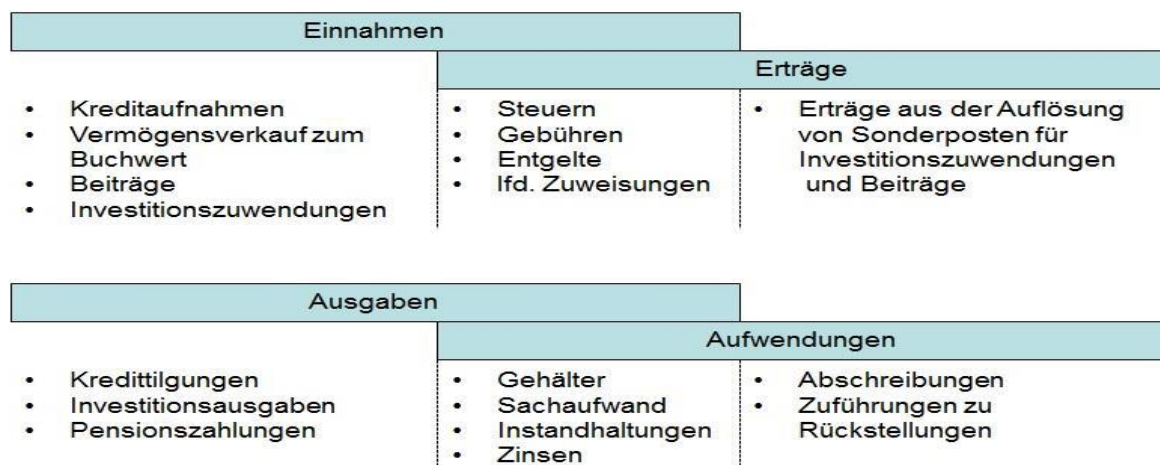 Einnahmen
Erträge
• Kreditaufnahmen
• Vermögensverkauf zum
Buchwert
• Beiträge
• Investitionszuwendungen
• Steuern
• Gebühren
• Entgelte
• lfd. Zuweisungen
• Erträge aus der Auflösung
von Sonderposten für
Investitionszuwendungen
und Beiträge
Ausgaben
Aufwendungen
• Kredittilgungen
• Investitionsausgaben
• Pensionszahlungen
• Gehälter
• Sachaufwand
• Instandhaltungen
• Zinsen
• Abschreibungen
• Zuführungen zu
Rückstellungen